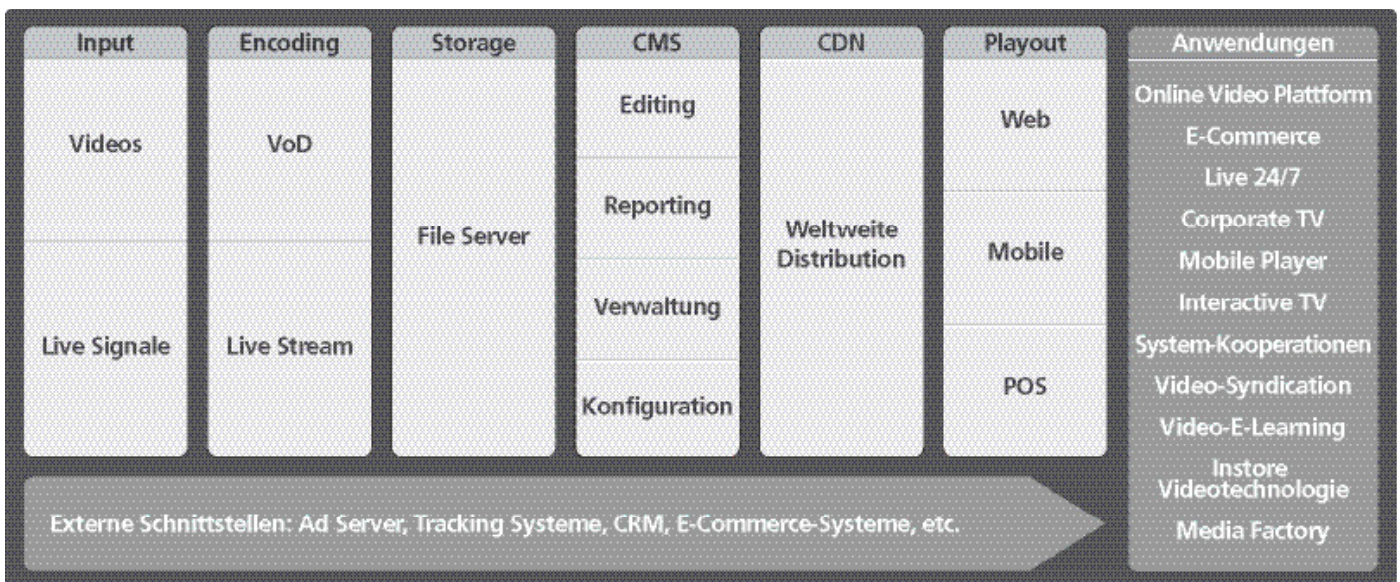 Input
Videos
Live Signale
Encoding
VoD
Live Stream
Storage
File Server
CMS
Editing
Reporting
Verwaltung
Konfiguration
CDN
Weltweite
Distribution
Playout
Web
Mobile
POS
Anwendungen
Online Video Plattform
E-Commerce
Live 24/7
Corporate TV
Mobile Player
Interactive TV
System-Kooperationen
Video-Syndication
Video-E-Learning
Instore
Videotechnologie
Media Factory
Externe Schnittstellen: Ad Server, Tracking Systeme, CRM, E-Commerce-Systeme, etc.